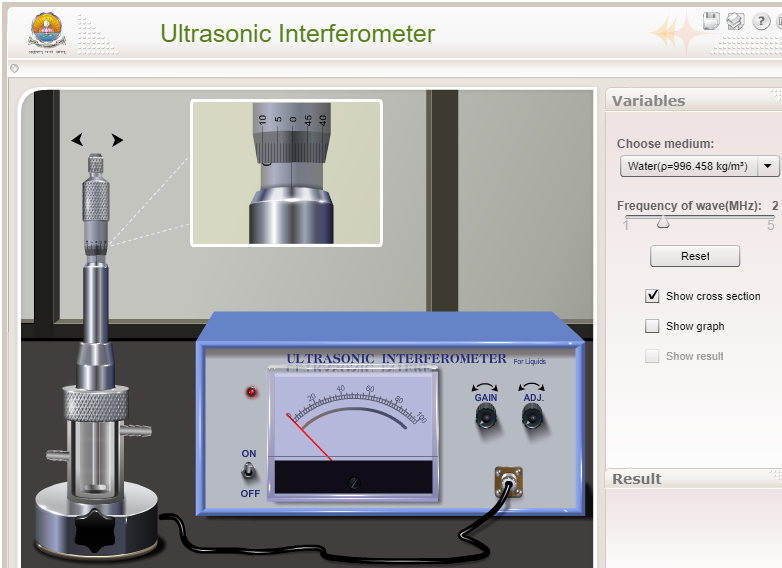 Ultrasonic Interferometer
?
10 5 0 45 40
0
Variables
Choose medium:
Water(ρ=996.458 kg/m³)
Frequency of wave(MHz): 2
1 5
Reset
Show cross section
Show graph
Show result
ULTRASONIC INTERFEROMETER For Liquids
0 20 40 60 80 100
GAIN ADJ.
ON
OFF
Result